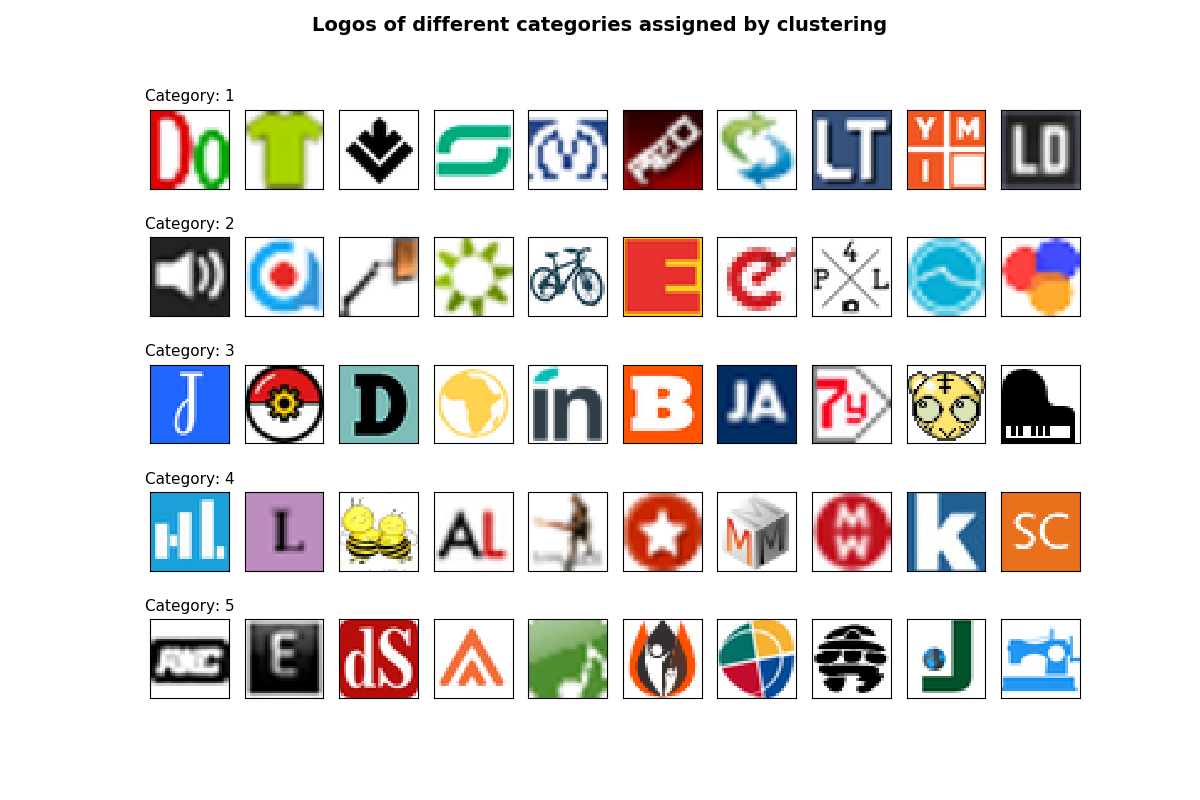 Logos of different categories assigned by clustering
Category: 1
Do
LT
Y M
I
LD
Category: 2
E
e
4
P L
Category: 3
D
in
B
JA
7y
Category: 4
L
AL
M M M
M
W
k
SC
Category: 5
E
dS
J